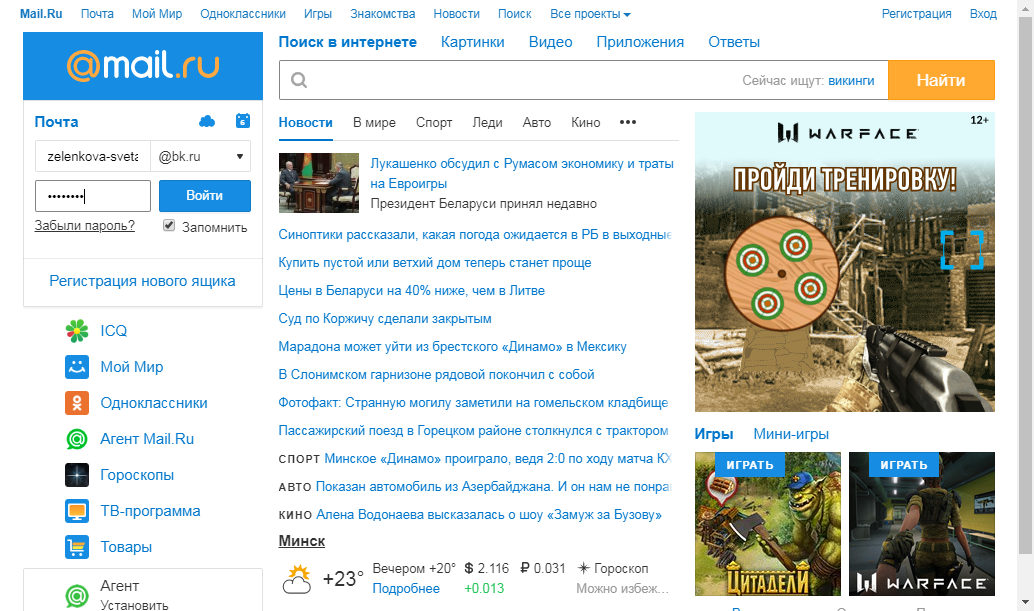 Mail.Ru Почта Мой Мир Одноклассники Игры Знакомства Новости Поиск Все проекты Регистрация Вход
@mail.ru
Поиск в интернете Картинки Видео Приложения Ответы
Сейчас ищут: викинги Найти
Почта 6
zelenkova-sveta @bk.ru
•••••••• Войти
Забыли пароль? Запомнить
Регистрация нового ящика
ICQ
Мой Мир
Одноклассники
Агент Mail.Ru
Гороскопы
ТВ-программа
Товары
Агент
Установить
Новости В мире Спорт Леди Авто Кино •••
Лукашенко обсудил с Румасом экономику и траты
на Евроигры
Президент Беларуси принял недавно
Синоптики рассказали, какая погода ожидается в РБ в выходные
Купить пустой или ветхий дом теперь станет проще
Цены в Беларуси на 40% ниже, чем в Литве
Суд по Коржичу сделали закрытым
Марадона может уйти из брестского «Динамо» в Мексику
В Слонимском гарнизоне рядовой покончил с собой
Фотофакт: Странную могилу заметили на гомельском кладбище
Пассажирский поезд в Горецком районе столкнулся с трактором
СПОРТ Минское «Динамо» проиграло, ведя 2:0 по ходу матча КХ
АВТО Показан автомобиль из Азербайджана. И он нам не понра
КИНО Алена Водонаева высказалась о шоу «Замуж за Бузову»
Минск
+23° Вечером +20° $ 2.116 ₽ 0.031 Гороскоп
Подробнее +0.013 Можно избеж...
WARFACE 12+
ПРОЙДИ ТРЕНИРОВКУ!
Игры Мини-игры
ИГРАТЬ
ЦИТАДЕЛИ
ИГРАТЬ
WARFACE